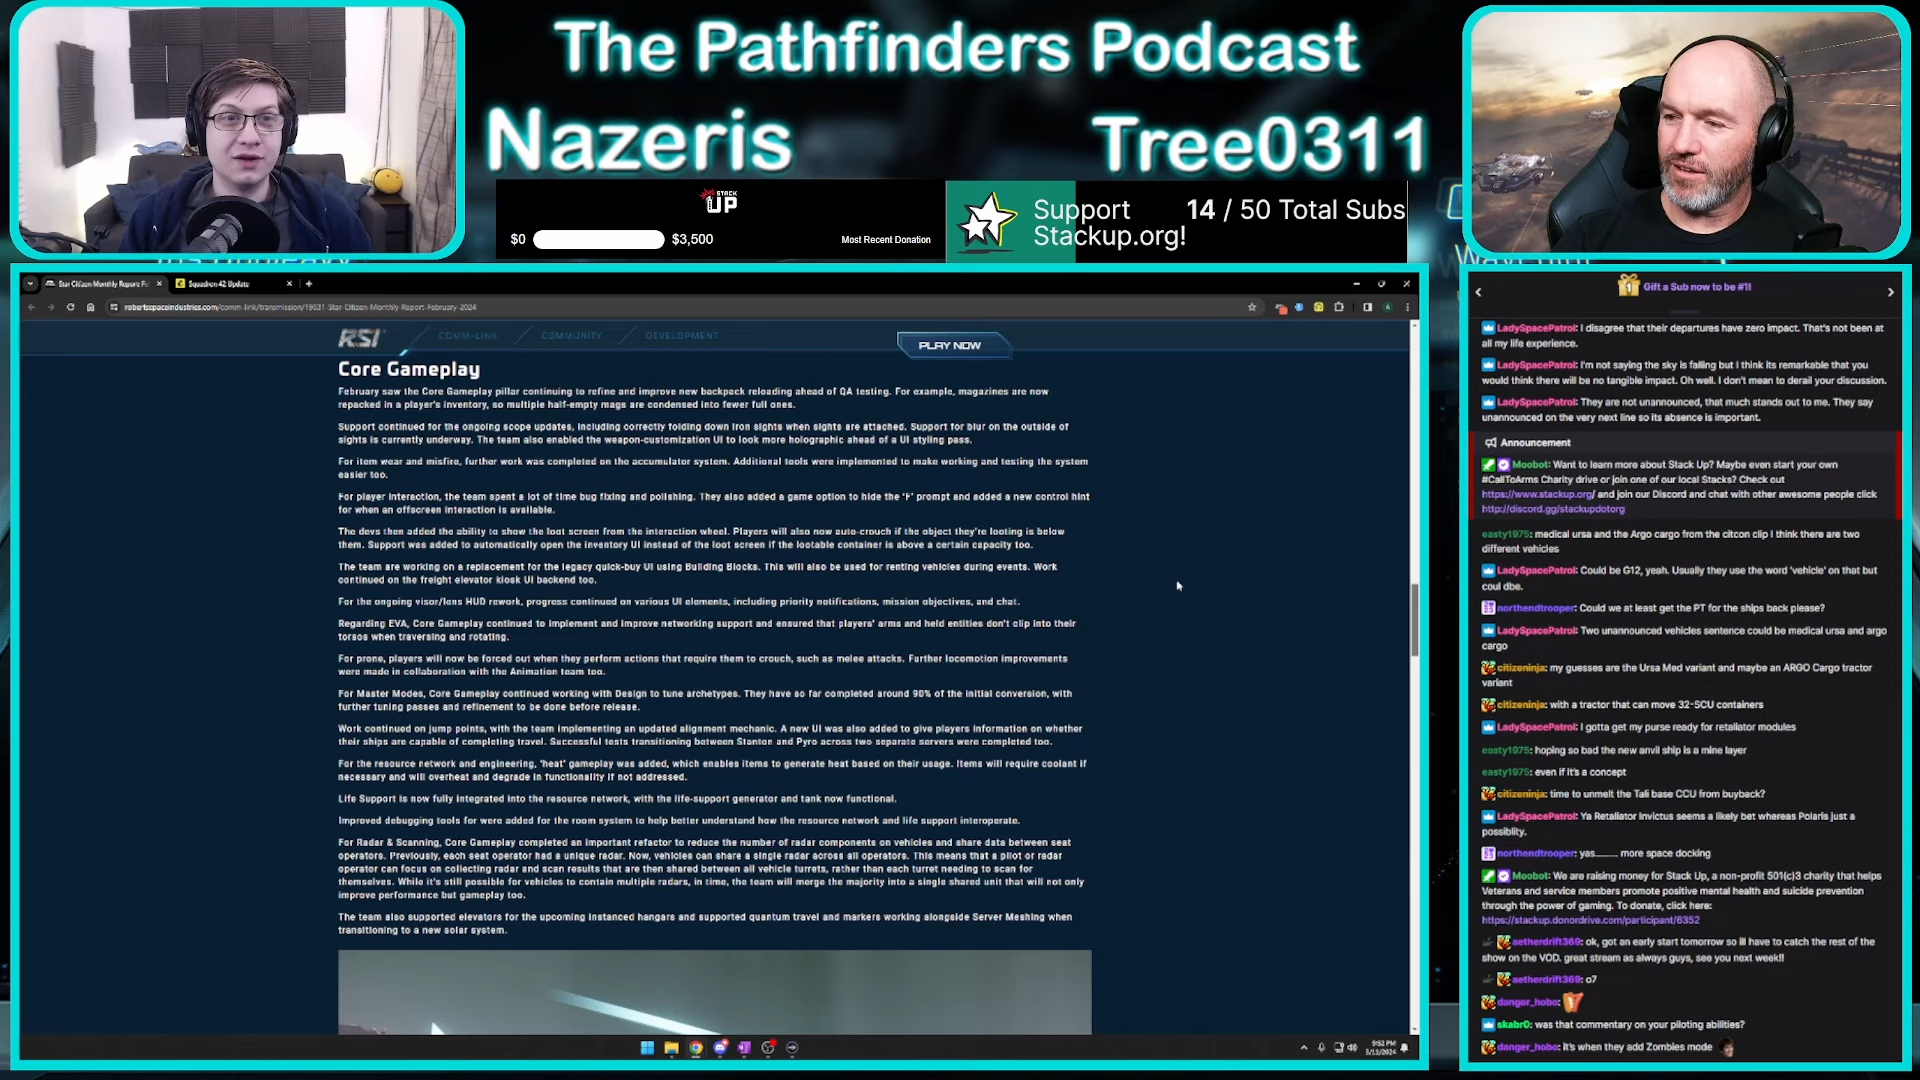 The Pathfinders Podcast
Nazeris
Tree0311
STACK
UP
$0
$3,500
Most Recent Donation
Support
Stackup.org!
14 / 50 Total Subs
Star Citizen Monthly Report: Fe
Squadron 42 Update
robertsspaceindustries.com/comm-link/transmission/19831-Star-Citizen-Monthly-Report-February-2024
RSI
COMM-LINK
COMMUNITY
DEVELOPMENT
PLAY NOW
Core Gameplay
February saw the Core Gameplay pillar continuing to refine and improve new backpack reloading ahead of QA testing. For example, magazines are now
repacked in a player's inventory, so multiple half-empty mags are condensed into fewer full ones.
Support continued for the ongoing scope updates, including correctly folding down iron sights when sights are attached. Support for blur on the outside of
sights is currently underway. The team also enabled the weapon-customization UI to look more holographic ahead of a UI styling pass.
For item wear and misfire, further work was completed on the accumulator system. Additional tools were implemented to make working and testing the system
easier too.
For player interaction, the team spent a lot of time bug fixing and polishing. They also added a game option to hide the 'F' prompt and added a new control hint
for when an offscreen interaction is available.
The devs then added the ability to show the loot screen from the interaction wheel. Players will also now auto-crouch if the object they're looting is below
them. Support was added to automatically open the inventory UI instead of the loot screen if the lootable container is above a certain capacity too.
The team are working on a replacement for the legacy quick-buy UI using Building Blocks. This will also be used for renting vehicles during events. Work
continued on the freight elevator kiosk UI backend too.
For the ongoing visor/lens HUD rework, progress continued on various UI elements, including priority notifications, mission objectives, and chat.
Regarding EVA, Core Gameplay continued to implement and improve networking support and ensured that players' arms and held entities don't clip into their
torsos when traversing and rotating.
For prone, players will now be forced out when they perform actions that require them to crouch, such as melee attacks. Further locomotion improvements
were made in collaboration with the Animation team too.
For Master Modes, Core Gameplay continued working with Design to tune archetypes. They have so far completed around 90% of the initial conversion, with
further tuning passes and refinement to be done before release.
Work continued on jump points, with the team implementing an updated alignment mechanic. A new UI was also added to give players information on whether
their ships are capable of completing travel. Successful tests transitioning between Stanton and Pyro across two separate servers were completed too.
For the resource network and engineering, 'heat' gameplay was added, which enables items to generate heat based on their usage. Items will require coolant if
necessary and will overheat and degrade in functionality if not addressed.
Life Support is now fully integrated into the resource network, with the life-support generator and tank now functional.
Improved debugging tools for were added for the room system to help better understand how the resource network and life support interoperate.
For Radar & Scanning, Core Gameplay completed an important refactor to reduce the number of radar components on vehicles and share data between seat
operators. Previously, each seat operator had a unique radar. Now, vehicles can share a single radar across all operators. This means that a pilot or radar
operator can focus on collecting radar and scan results that are then shared between all vehicle turrets, rather than each turret needing to scan for
themselves. While it's still possible for vehicles to contain multiple radars, in time, the team will merge the majority into a single shared unit that will not only
improve performance but gameplay too.
The team also supported elevators for the upcoming instanced hangars and supported quantum travel and markers working alongside Server Meshing when
transitioning to a new solar system.
9:52 PM
3/13/2024
1
Gift a Sub now to be #1!
LadySpacePatrol: I disagree that their departures have zero impact. That's not been at
all my life experience.
LadySpacePatrol: I'm not saying the sky is falling but I think its remarkable that you
would think there will be no tangible impact. Oh well. I don't mean to derail your discussion.
LadySpacePatrol: They are not unannounced, that much stands out to me. They say
unannounced on the very next line so its absence is important.
Announcement
Moobot: Want to learn more about Stack Up? Maybe even start your own
#CallToArms Charity drive or join one of our local Stacks? Check out
https://www.stackup.org/ and join our Discord and chat with other awesome people click
http://discord.gg/stackupdotorg
easty1975: medical ursa and the Argo cargo from the citcon clip I think there are two
different vehicles
LadySpacePatrol: Could be G12, yeah. Usually they use the word 'vehicle' on that but
coul dbe.
northendtrooper: Could we at least get the PT for the ships back please?
LadySpacePatrol: Two unannounced vehicles sentence could be medical ursa and argo
cargo
citizeninja: my guesses are the Ursa Med variant and maybe an ARGO Cargo tractor
variant
citizeninja: with a tractor that can move 32-SCU containers
LadySpacePatrol: I gotta get my purse ready for retaliator modules
easty1975: hoping so bad the new anvil ship is a mine layer
easty1975: even if it's a concept
citizeninja: time to unmelt the Tali base CCU from buyback?
LadySpacePatrol: Ya Retaliator Invictus seems a likely bet whereas Polaris just a
possiblity.
northendtrooper: yas......... more space docking
Moobot: We are raising money for Stack Up, a non-profit 501(c)3 charity that helps
Veterans and service members promote positive mental health and suicide prevention
through the power of gaming. To donate, click here:
https://stackup.donordrive.com/participant/6352
aetherdrift369: ok, got an early start tomorrow so ill have to catch the rest of the
show on the VOD. great stream as always guys, see you next week!!
aetherdrift369: o7
danger_hobo:
skabr0: was that commentary on your piloting abilities?
danger_hobo: it's when they add Zombies mode